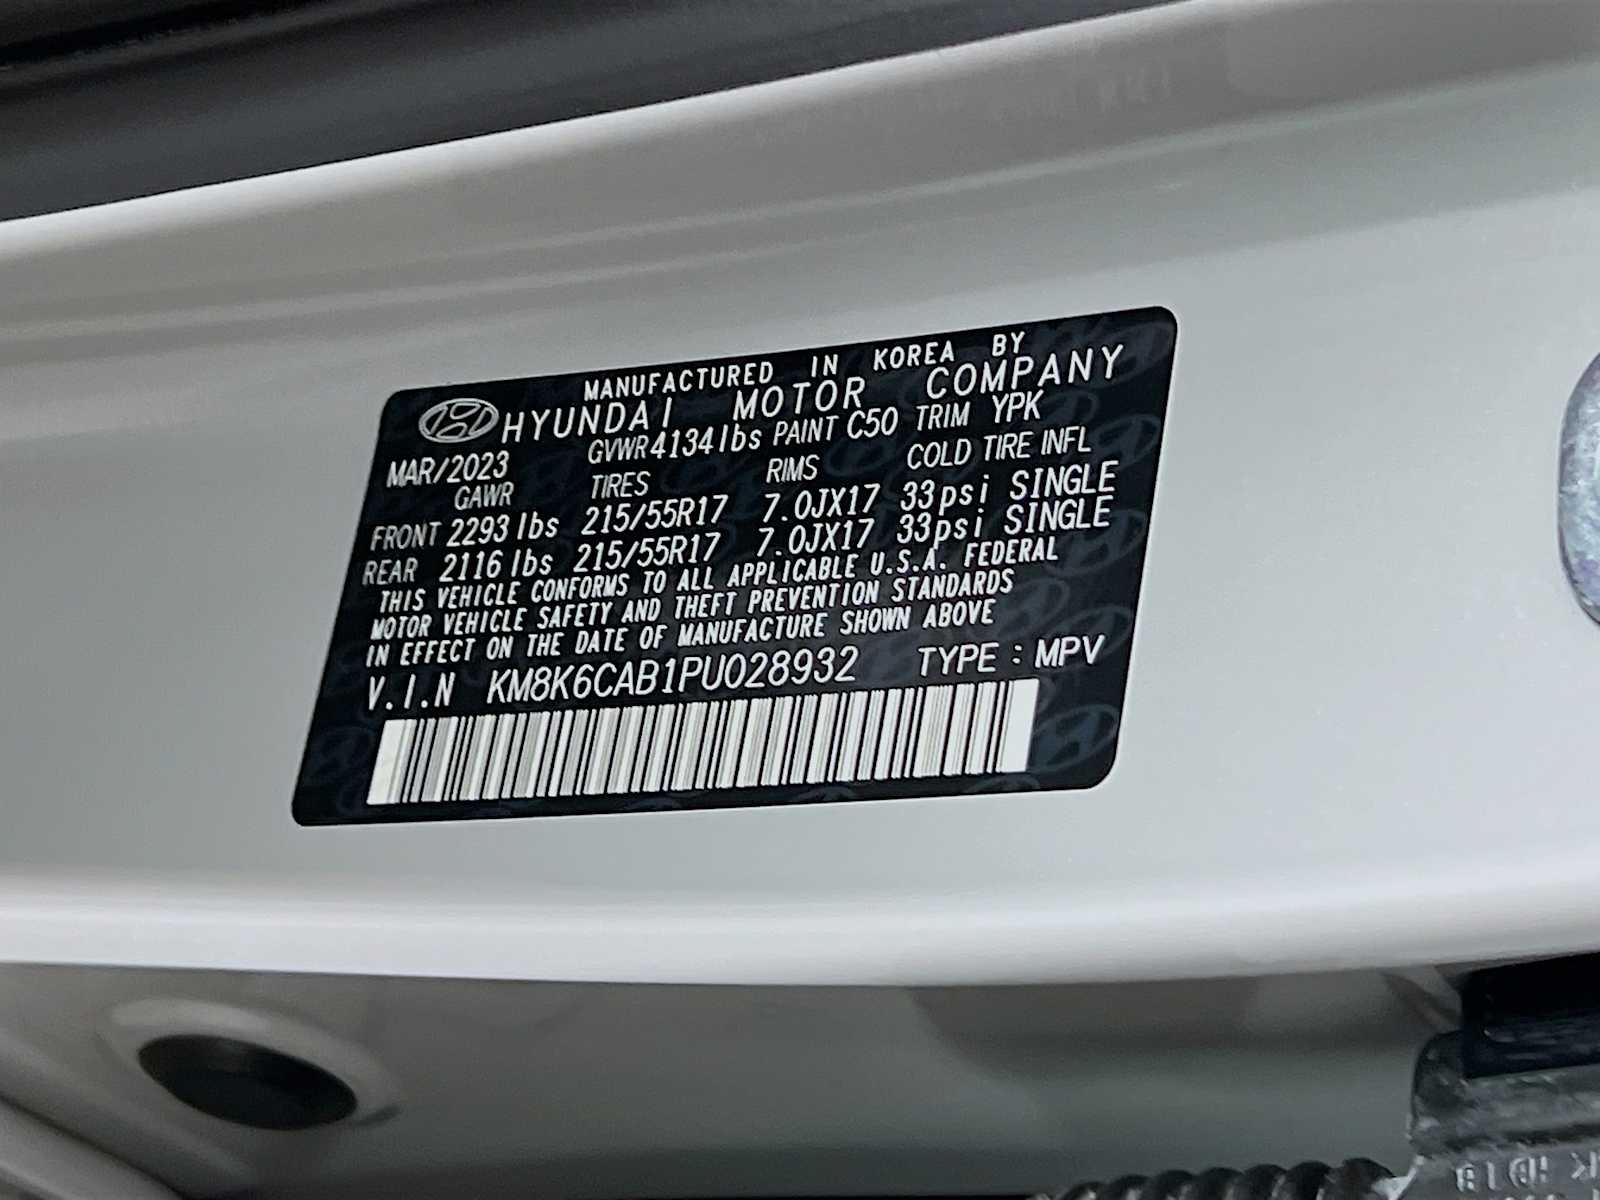 MANUFACTURED IN KOREA BY
HYUNDAI MOTOR COMPANY
MAR/2023 GVWR 4134 lbs PAINT C50 TRIM YPK
GAWR TIRES RIMS COLD TIRE INFL
FRONT 2293 lbs 215/55R17 7.0JX17 33psi SINGLE
REAR 2116 lbs 215/55R17 7.0JX17 33psi SINGLE
THIS VEHICLE CONFORMS TO ALL APPLICABLE U.S.A. FEDERAL
MOTOR VEHICLE SAFETY AND THEFT PREVENTION STANDARDS
IN EFFECT ON THE DATE OF MANUFACTURE SHOWN ABOVE
V.I.N KM8K6CAB1PU028932 TYPE : MPV